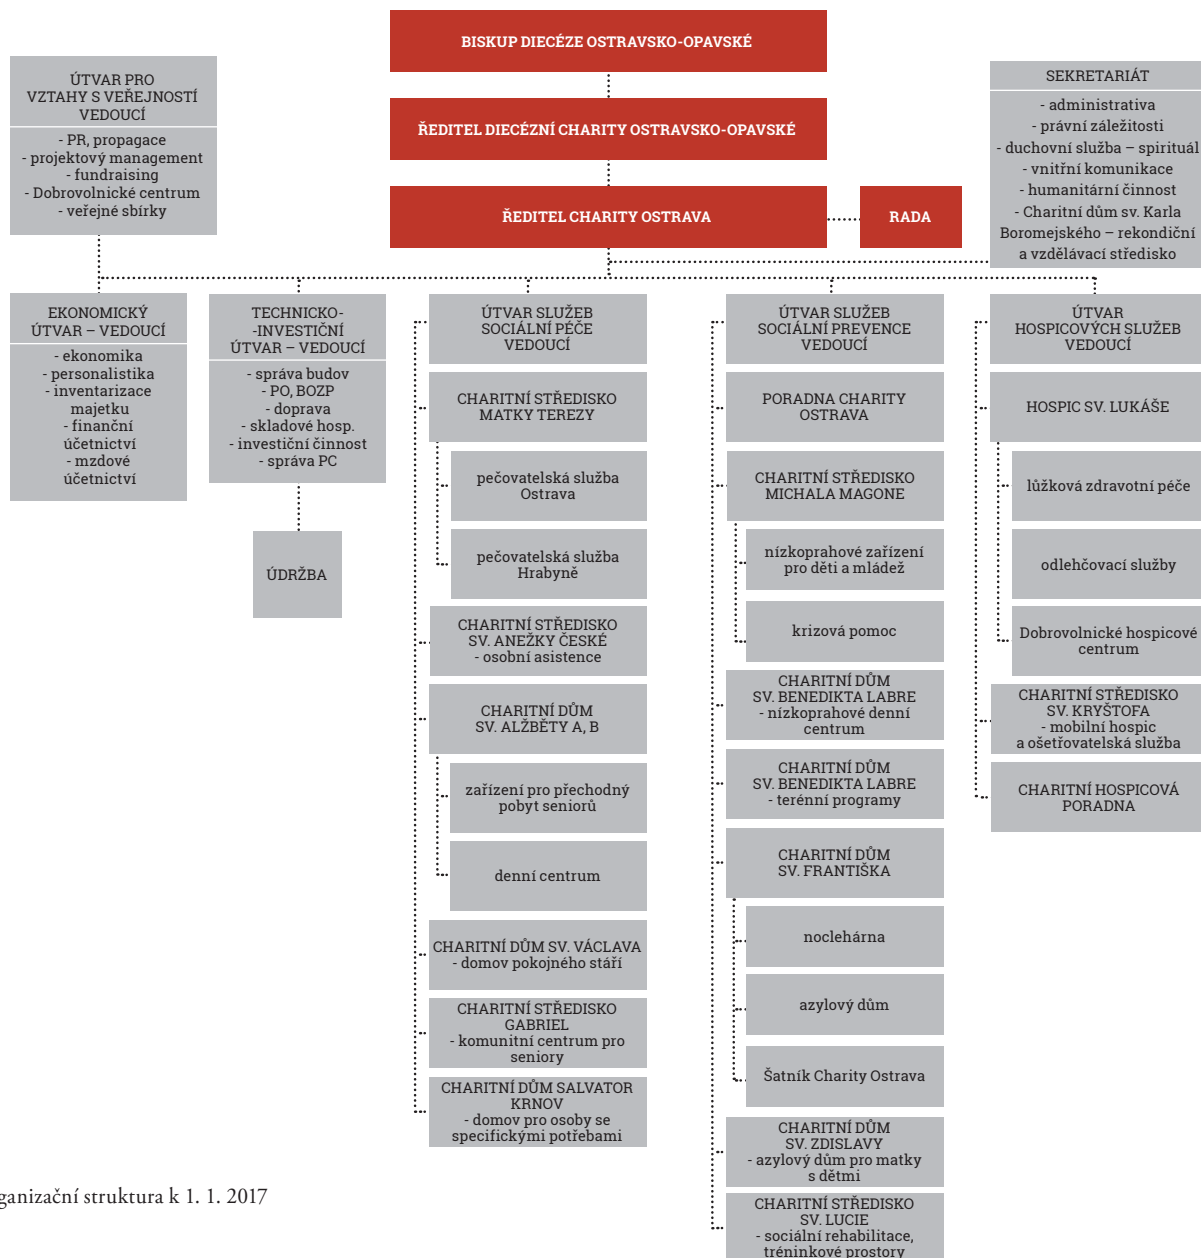 BISKUP DIECÉZE OSTRAVSKO-OPAVSKÉ
ŘEDITEL DIECÉZNÍ CHARITY OSTRAVSKO-OPAVSKÉ
ŘEDITEL CHARITY OSTRAVA
RADA
ÚTVAR PRO
VZTAHY S VEŘEJNOSTÍ
VEDOUCÍ
- PR, propagace
- projektový management
- fundraising
- Dobrovolnické centrum
- veřejné sbírky
SEKRETARIÁT
- administrativa
- právní záležitosti
- duchovní služba – spirituál
- vnitřní komunikace
- humanitární činnost
- Charitní dům sv. Karla
Boromejského – rekondiční
a vzdělávací středisko
EKONOMICKÝ
ÚTVAR – VEDOUCÍ
- ekonomika
- personalistika
- inventarizace
majetku
- finanční
účetnictví
- mzdové
účetnictví
TECHNICKO-
-INVESTIČNÍ
ÚTVAR – VEDOUCÍ
- správa budov
- PO, BOZP
- doprava
- skladové hosp.
- investiční činnost
- správa PC
ÚDRŽBA
ÚTVAR SLUŽEB
SOCIÁLNÍ PÉČE
VEDOUCÍ
CHARITNÍ STŘEDISKO
MATKY TEREZY
pečovatelská služba
Ostrava
pečovatelská služba
Hrabyně
CHARITNÍ STŘEDISKO
SV. ANEŽKY ČESKÉ
- osobní asistence
CHARITNÍ DŮM
SV. ALŽBĚTY A, B
zařízení pro přechodný
pobyt seniorů
denní centrum
CHARITNÍ DŮM SV. VÁCLAVA
- domov pokojného stáří
CHARITNÍ STŘEDISKO
GABRIEL
- komunitní centrum pro
seniory
CHARITNÍ DŮM SALVATOR
KRNOV
- domov pro osoby se
specifickými potřebami
ÚTVAR SLUŽEB
SOCIÁLNÍ PREVENCE
VEDOUCÍ
PORADNA CHARITY
OSTRAVA
CHARITNÍ STŘEDISKO
MICHALA MAGONE
nízkoprahové zařízení
pro děti a mládež
krizová pomoc
CHARITNÍ DŮM
SV. BENEDIKTA LABRE
- nízkoprahové denní
centrum
CHARITNÍ DŮM
SV. BENEDIKTA LABRE
- terénní programy
CHARITNÍ DŮM
SV. FRANTIŠKA
noclehárna
azylový dům
Šatník Charity Ostrava
CHARITNÍ DŮM
SV. ZDISLAVY
- azylový dům pro matky
s dětmi
CHARITNÍ STŘEDISKO
SV. LUCIE
- sociální rehabilitace,
tréninkové prostory
ÚTVAR
HOSPICOVÝCH SLUŽEB
VEDOUCÍ
HOSPIC SV. LUKÁŠE
lůžková zdravotní péče
odlehčovací služby
Dobrovolnické hospicové
centrum
CHARITNÍ STŘEDISKO
SV. KRYŠTOFA
- mobilní hospic
a ošetřovatelská služba
CHARITNÍ HOSPICOVÁ
PORADNA
ganizační struktura k 1. 1. 2017